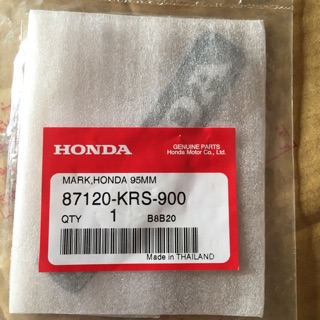 HONDA
GENUINE PARTS
Honda Motor Co., Ltd.
MARK,HONDA 95MM
87120-KRS-900
QTY 1 B8B20
Made in THAILAND